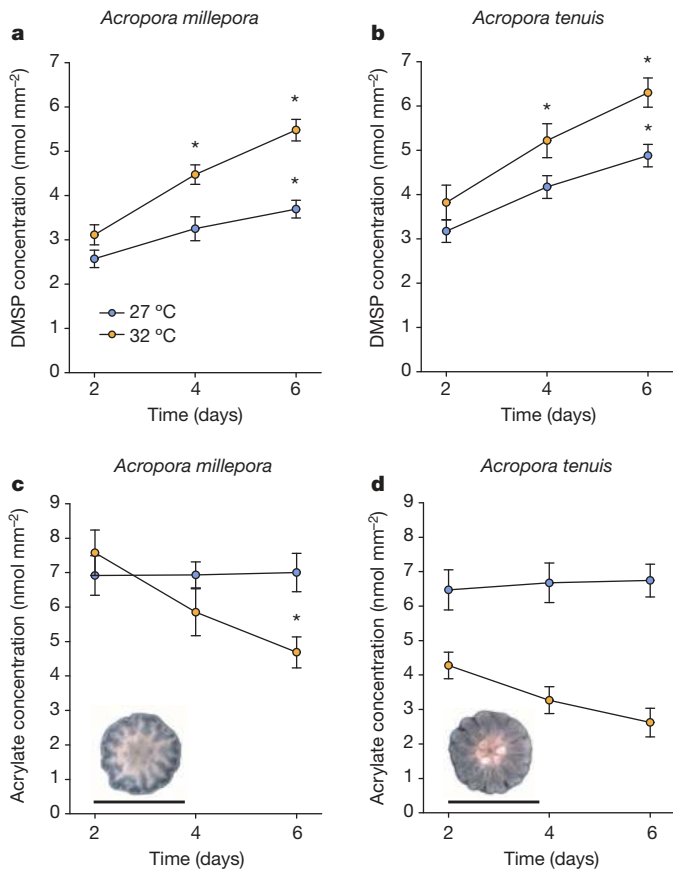 Acropora millepora
a
DMSP concentration (nmol mm⁻²)
7
6
5
4
3
2
1
0
*
*
*
27 ºC
32 ºC
2 4 6
Time (days)
Acropora tenuis
b
DMSP concentration (nmol mm⁻²)
7
6
5
4
3
2
1
0
*
*
*
2 4 6
Time (days)
Acropora millepora
c
Acrylate concentration (nmol mm⁻²)
9
8
7
6
5
4
3
2
1
0
*
2 4 6
Time (days)
Acropora tenuis
d
Acrylate concentration (nmol mm⁻²)
9
8
7
6
5
4
3
2
1
0
2 4 6
Time (days)